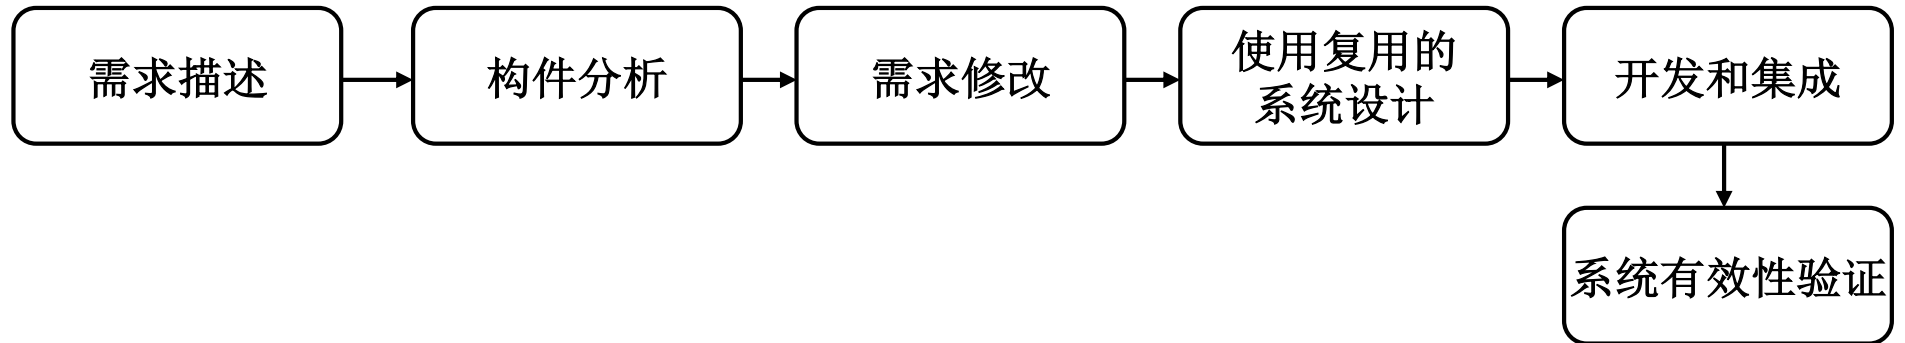 需求描述
构件分析
需求修改
使用复用的
系统设计
开发和集成
系统有效性验证